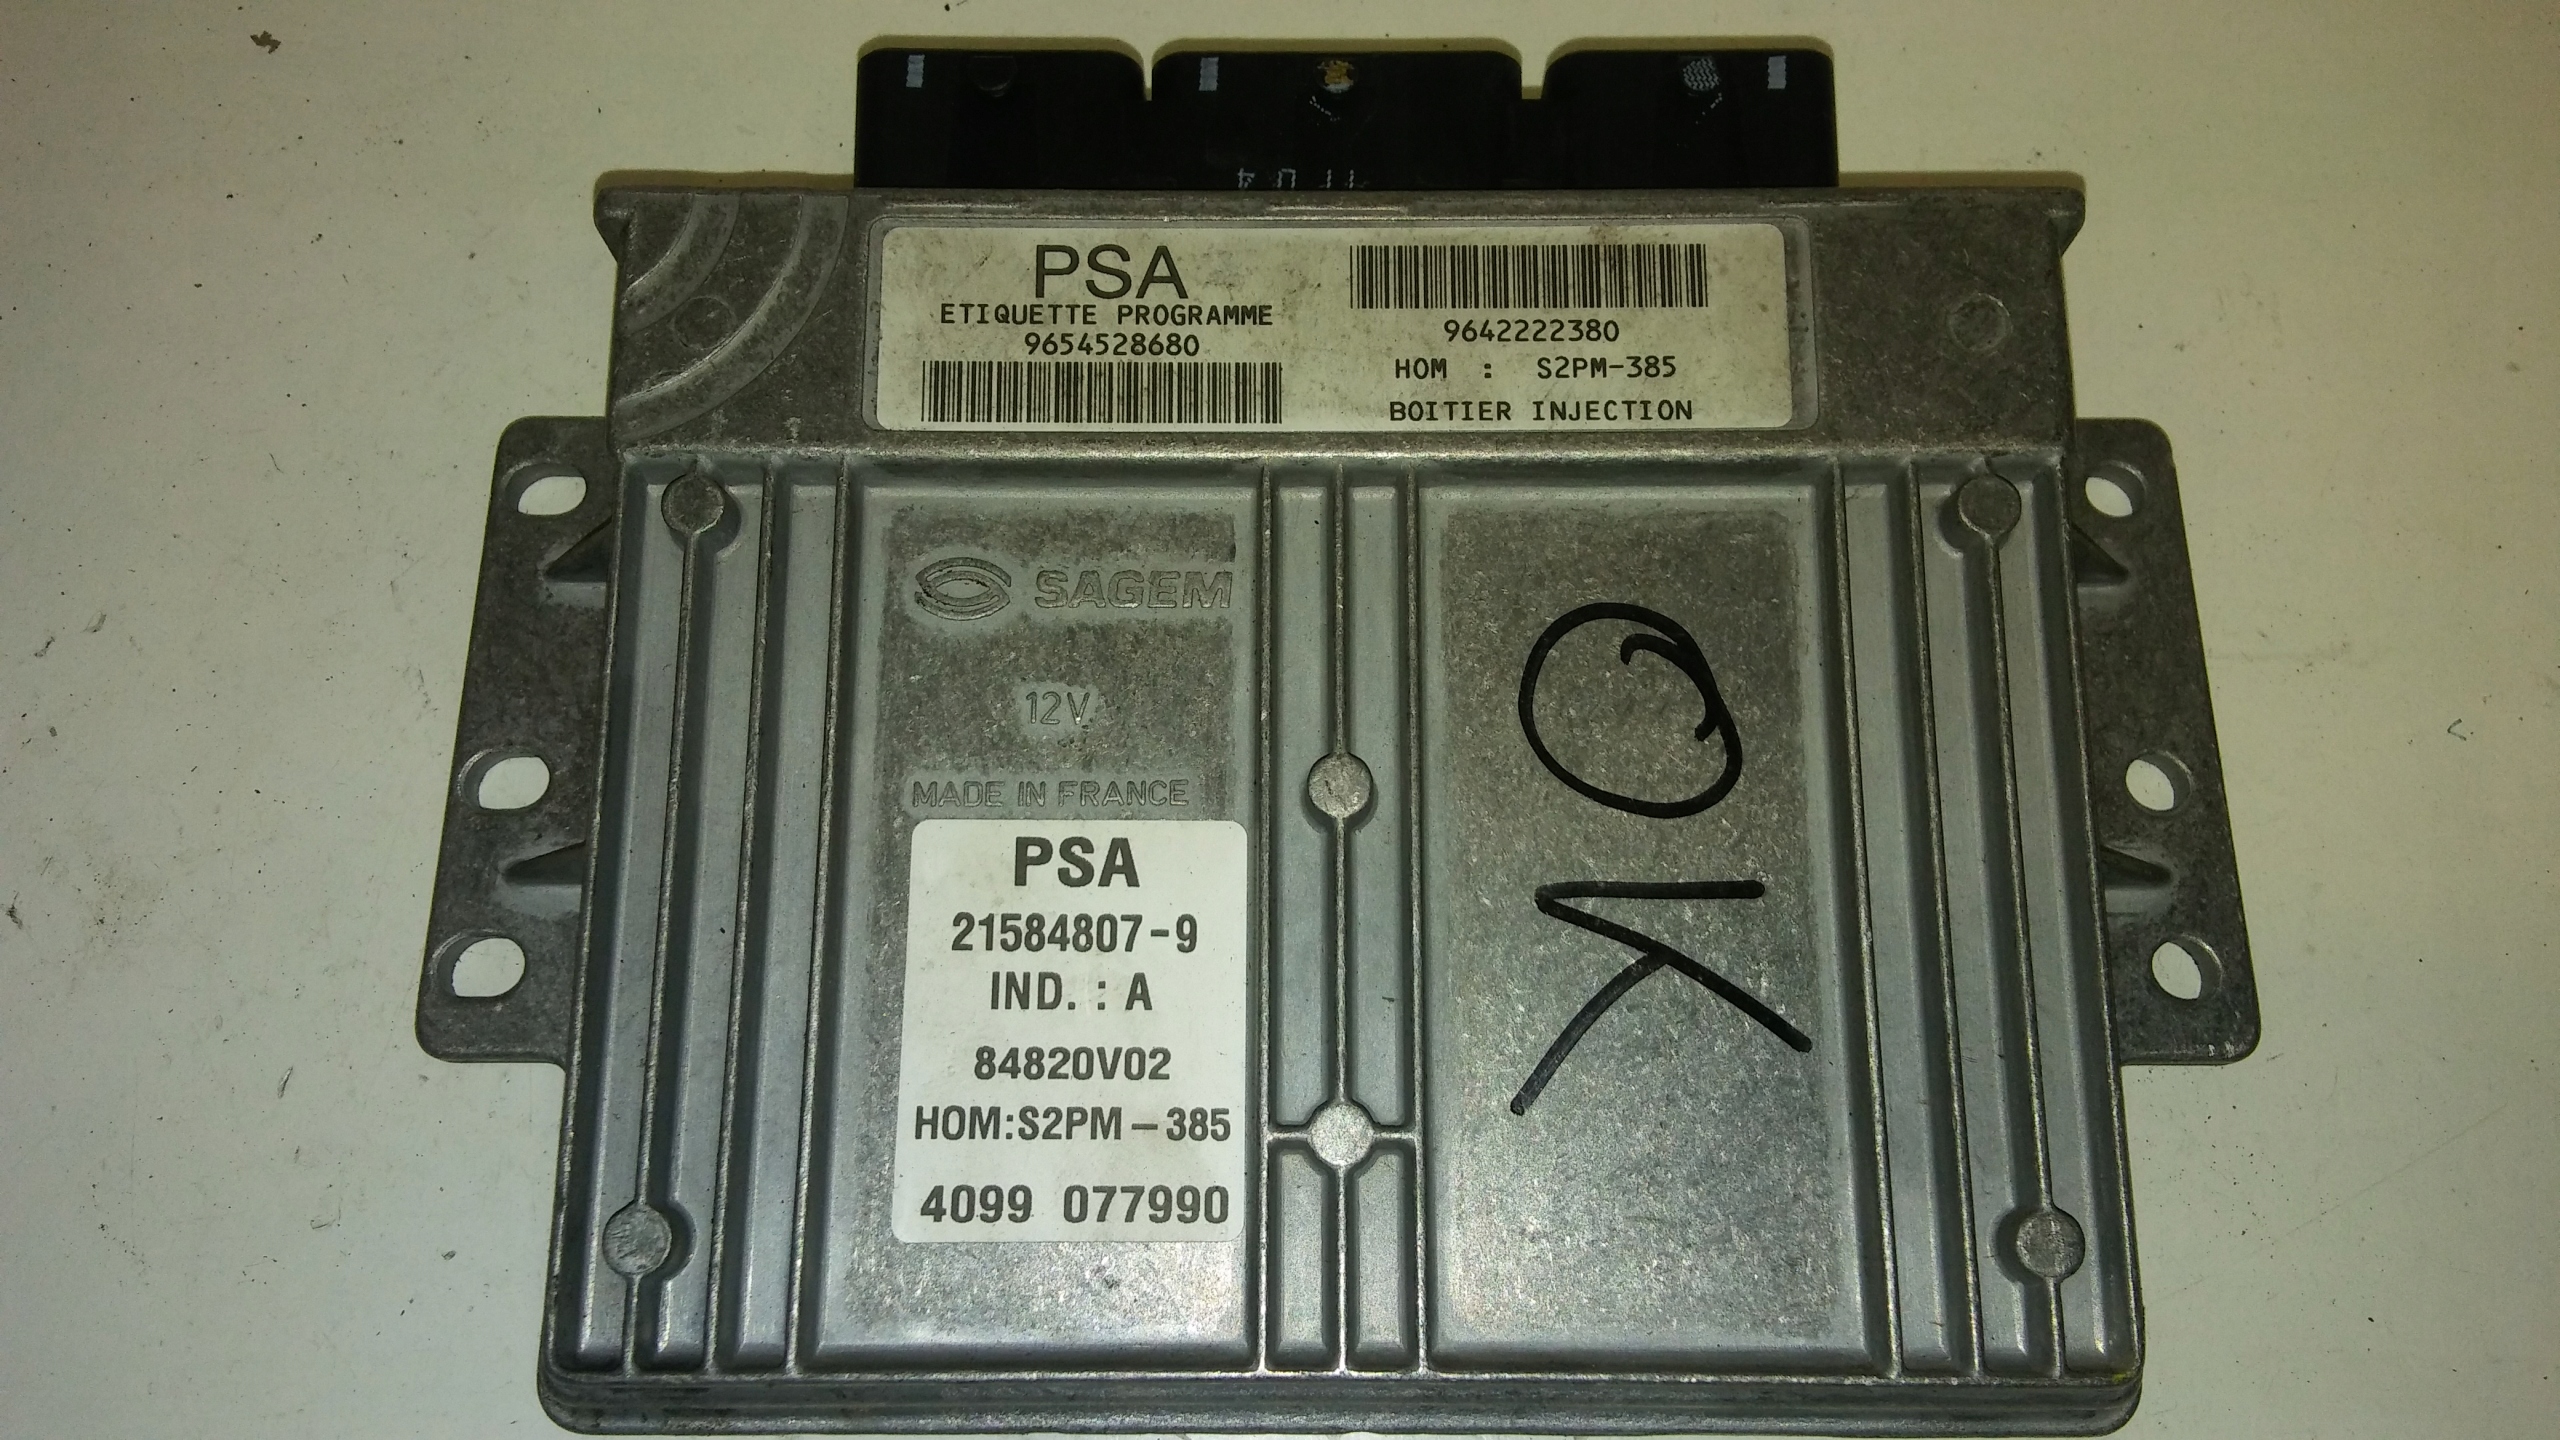 PSA
ETIQUETTE PROGRAMME
9654528680
9642222380
HOM : S2PM-385
BOITIER INJECTION
SAGEM
12V
MADE IN FRANCE
PSA
21584807-9
IND. : A
84820V02
HOM:S2PM-385
4099 077990
OK